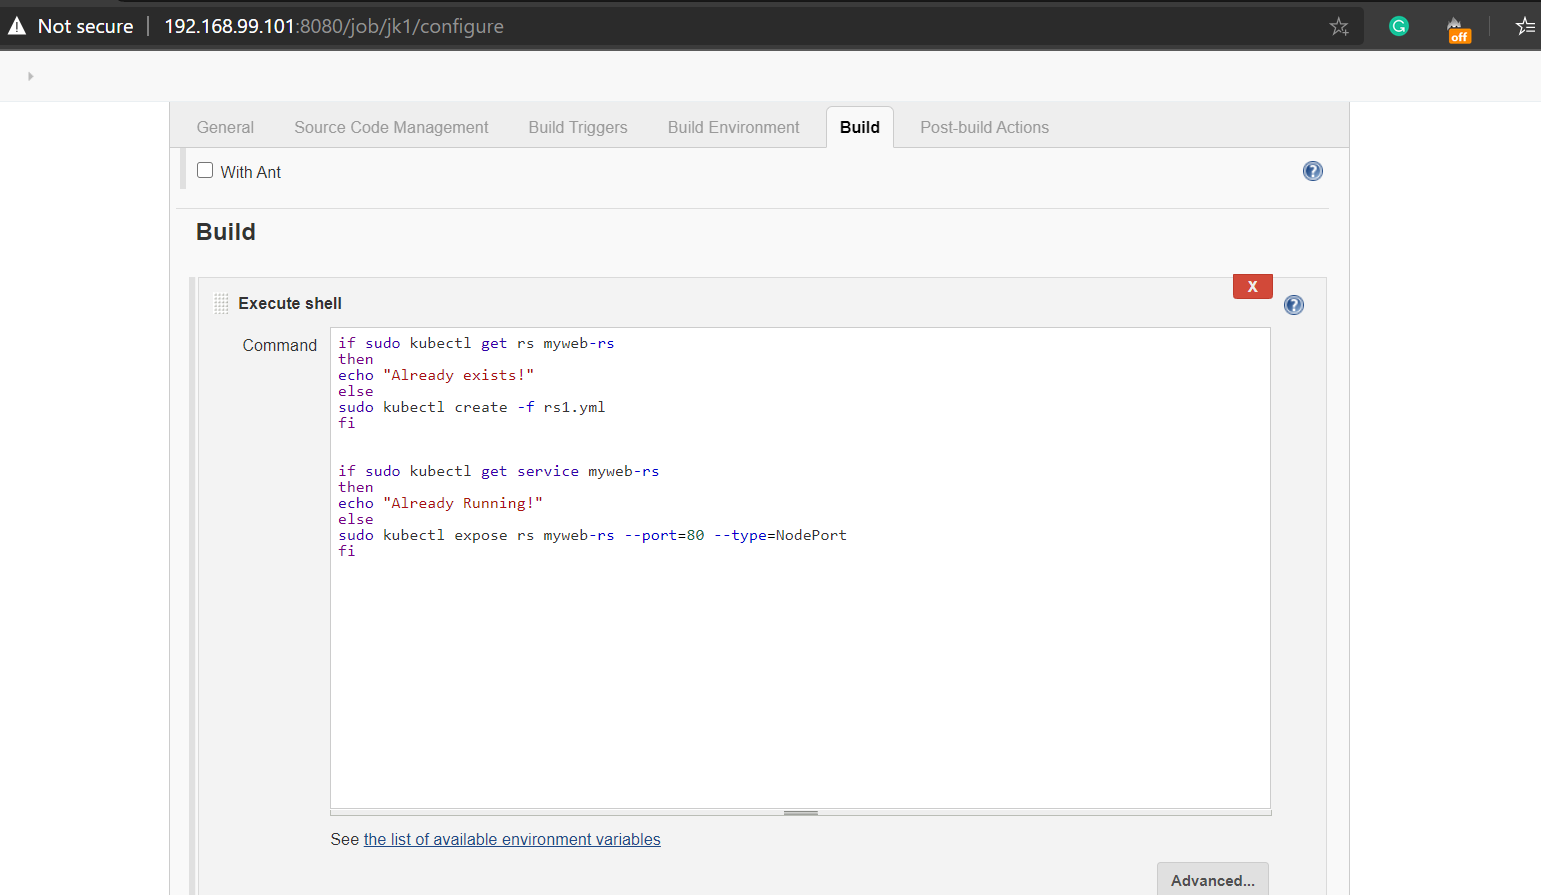 Not secure | 192.168.99.101:8080/job/jk1/configure
off
General Source Code Management Build Triggers Build Environment Build Post-build Actions
With Ant
?
Build
X
Execute shell
?
Command
if sudo kubectl get rs myweb-rs
then
echo "Already exists!"
else
sudo kubectl create -f rs1.yml
fi
if sudo kubectl get service myweb-rs
then
echo "Already Running!"
else
sudo kubectl expose rs myweb-rs --port=80 --type=NodePort
fi
See the list of available environment variables
Advanced...